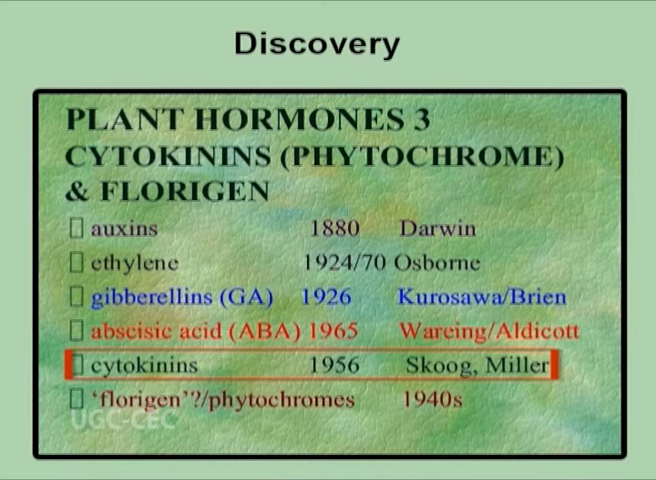 Discovery
PLANT HORMONES 3
CYTOKININS (PHYTOCHROME)
& FLORIGEN
auxins 1880 Darwin
ethylene 1924/70 Osborne
gibberellins (GA) 1926 Kurosawa/Brien
abscisic acid (ABA) 1965 Wareing/Aldicott
cytokinins 1956 Skoog, Miller
'florigen'?/phytochromes 1940s
UGC-CEC